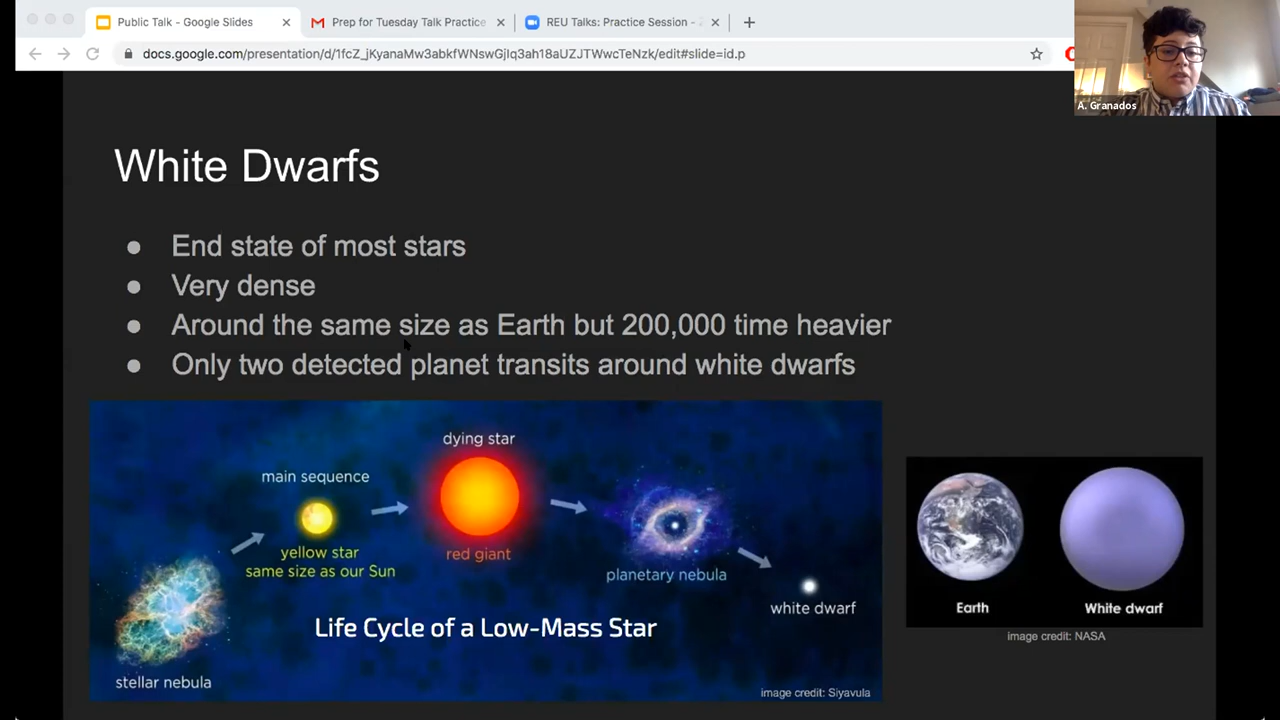 Public Talk - Google Slides
Prep for Tuesday Talk Practice
REU Talks: Practice Session -
docs.google.com/presentation/d/1fcZ_jKyanaMw3abkfWNswGjIq3ah18aUZJTWwcTeNzk/edit#slide=id.p
A. Granados
White Dwarfs
● End state of most stars
● Very dense
● Around the same size as Earth but 200,000 time heavier
● Only two detected planet transits around white dwarfs
dying star
main sequence
yellow star
same size as our Sun
red giant
planetary nebula
white dwarf
Life Cycle of a Low-Mass Star
stellar nebula
image credit: Siyavula
Earth
White dwarf
image credit: NASA